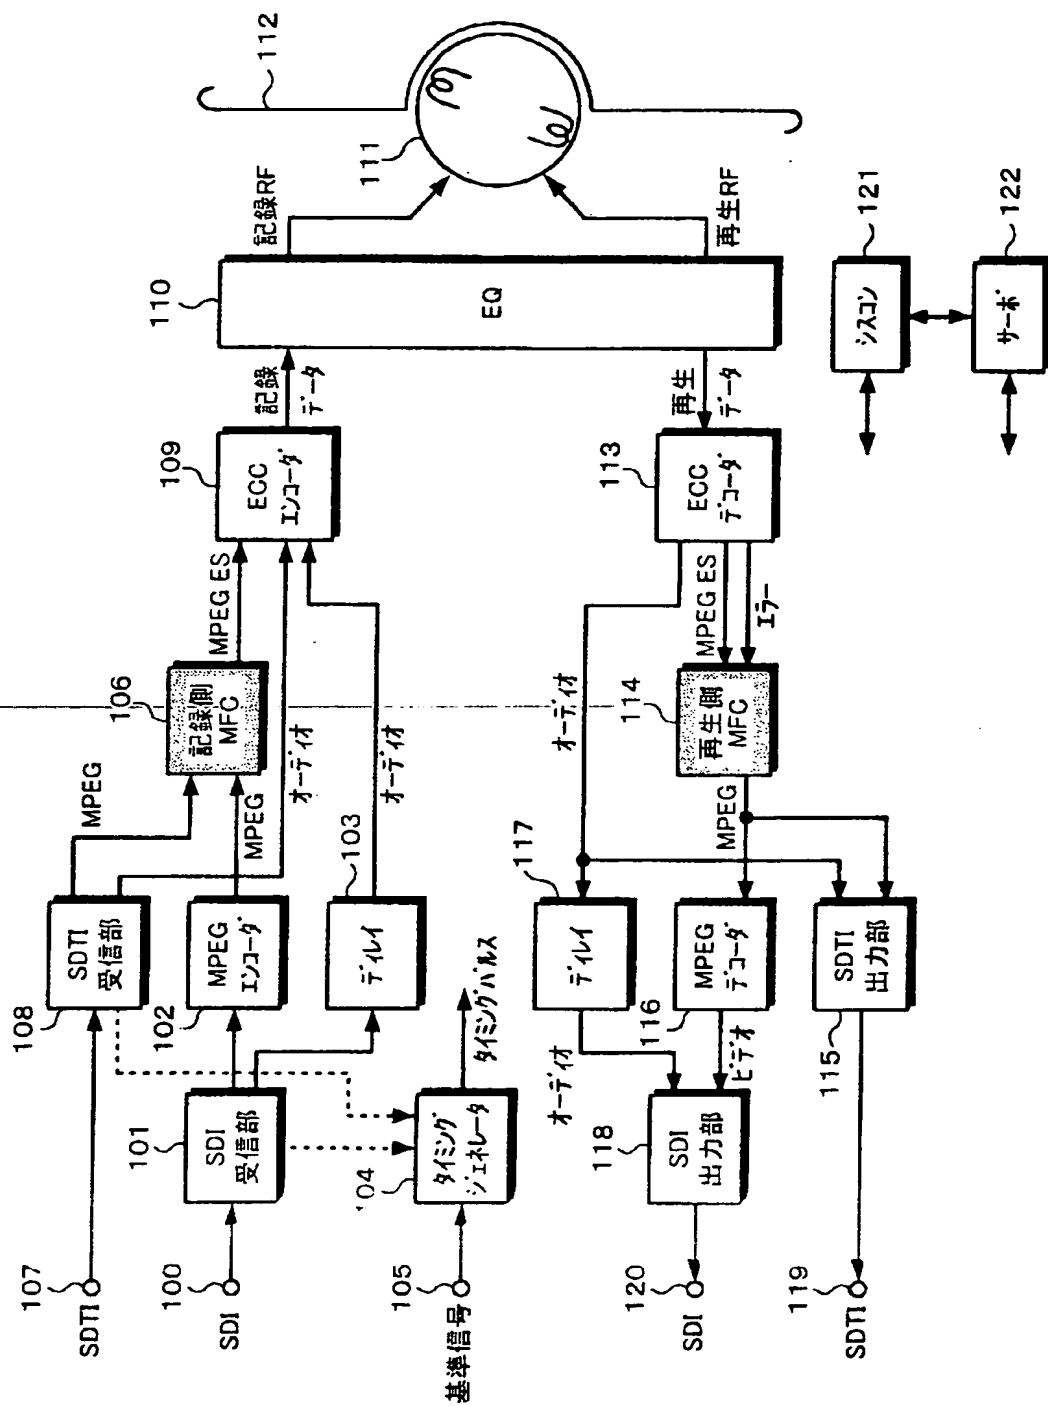 107
SDTI
108
SDTI
受信部
MPEG
106
記録側
MFC
MPEG ES
109
ECC
エンコーダ
記録
データ
110
EQ
記録RF
111
112
100
SDI
101
SDI
受信部
102
MPEG
エンコーダ
MPEG
オーディオ
103
ディレイ
オーディオ
105
基準信号
104
タイミング
ジェネレータ
タイミングパルス
再生RF
再生
データ
113
ECC
デコーダ
MPEG ES
エラー
オーディオ
114
再生側
MFC
MPEG
117
ディレイ
オーディオ
116
MPEG
デコーダ
ビデオ
115
SDTI
出力部
118
SDI
出力部
120
SDI
119
SDTI
121
シスコン
122
サーボ